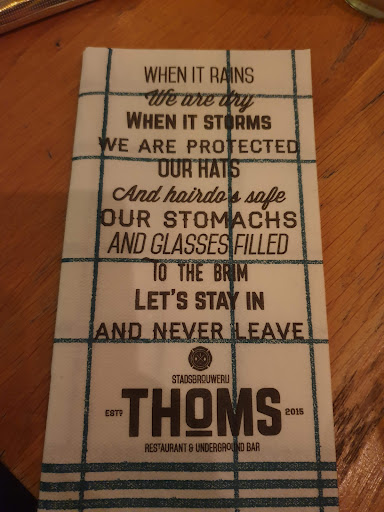 WHEN IT RAINS
We are dry
WHEN IT STORMS
WE ARE PROTECTED
OUR HATS
And hairdo's safe
OUR STOMACHS
AND GLASSES FILLED
TO THE BRIM
LET'S STAY IN
AND NEVER LEAVE
STADSBROUWERIJ
ESTD THOMS 2015
RESTAURANT & UNDERGROUND BAR